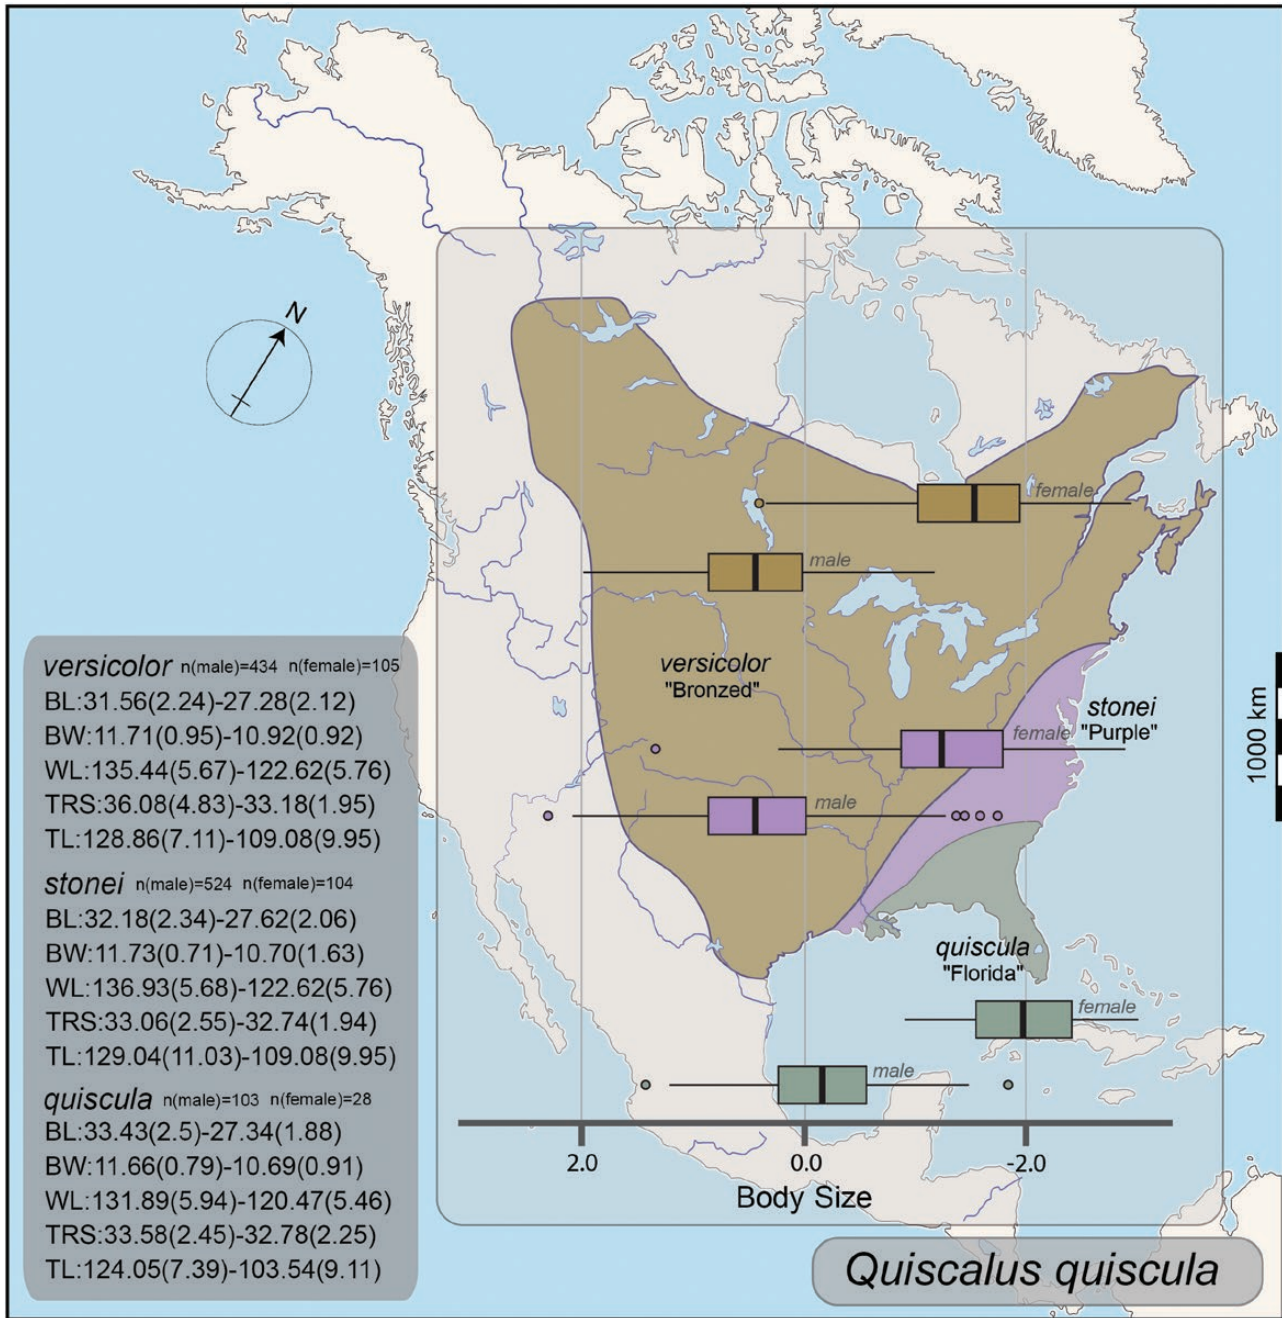 N
female
male
versicolor
"Bronzed"
stonei
"Purple"
female
male
1000 km
quiscula
"Florida"
female
male
2.0 0.0 -2.0
Body Size
versicolor n(male)=434 n(female)=105
BL:31.56(2.24)-27.28(2.12)
BW:11.71(0.95)-10.92(0.92)
WL:135.44(5.67)-122.62(5.76)
TRS:36.08(4.83)-33.18(1.95)
TL:128.86(7.11)-109.08(9.95)
stonei n(male)=524 n(female)=104
BL:32.18(2.34)-27.62(2.06)
BW:11.73(0.71)-10.70(1.63)
WL:136.93(5.68)-122.62(5.76)
TRS:33.06(2.55)-32.74(1.94)
TL:129.04(11.03)-109.08(9.95)
quiscula n(male)=103 n(female)=28
BL:33.43(2.5)-27.34(1.88)
BW:11.66(0.79)-10.69(0.91)
WL:131.89(5.94)-120.47(5.46)
TRS:33.58(2.45)-32.78(2.25)
TL:124.05(7.39)-103.54(9.11)
Quiscalus quiscula